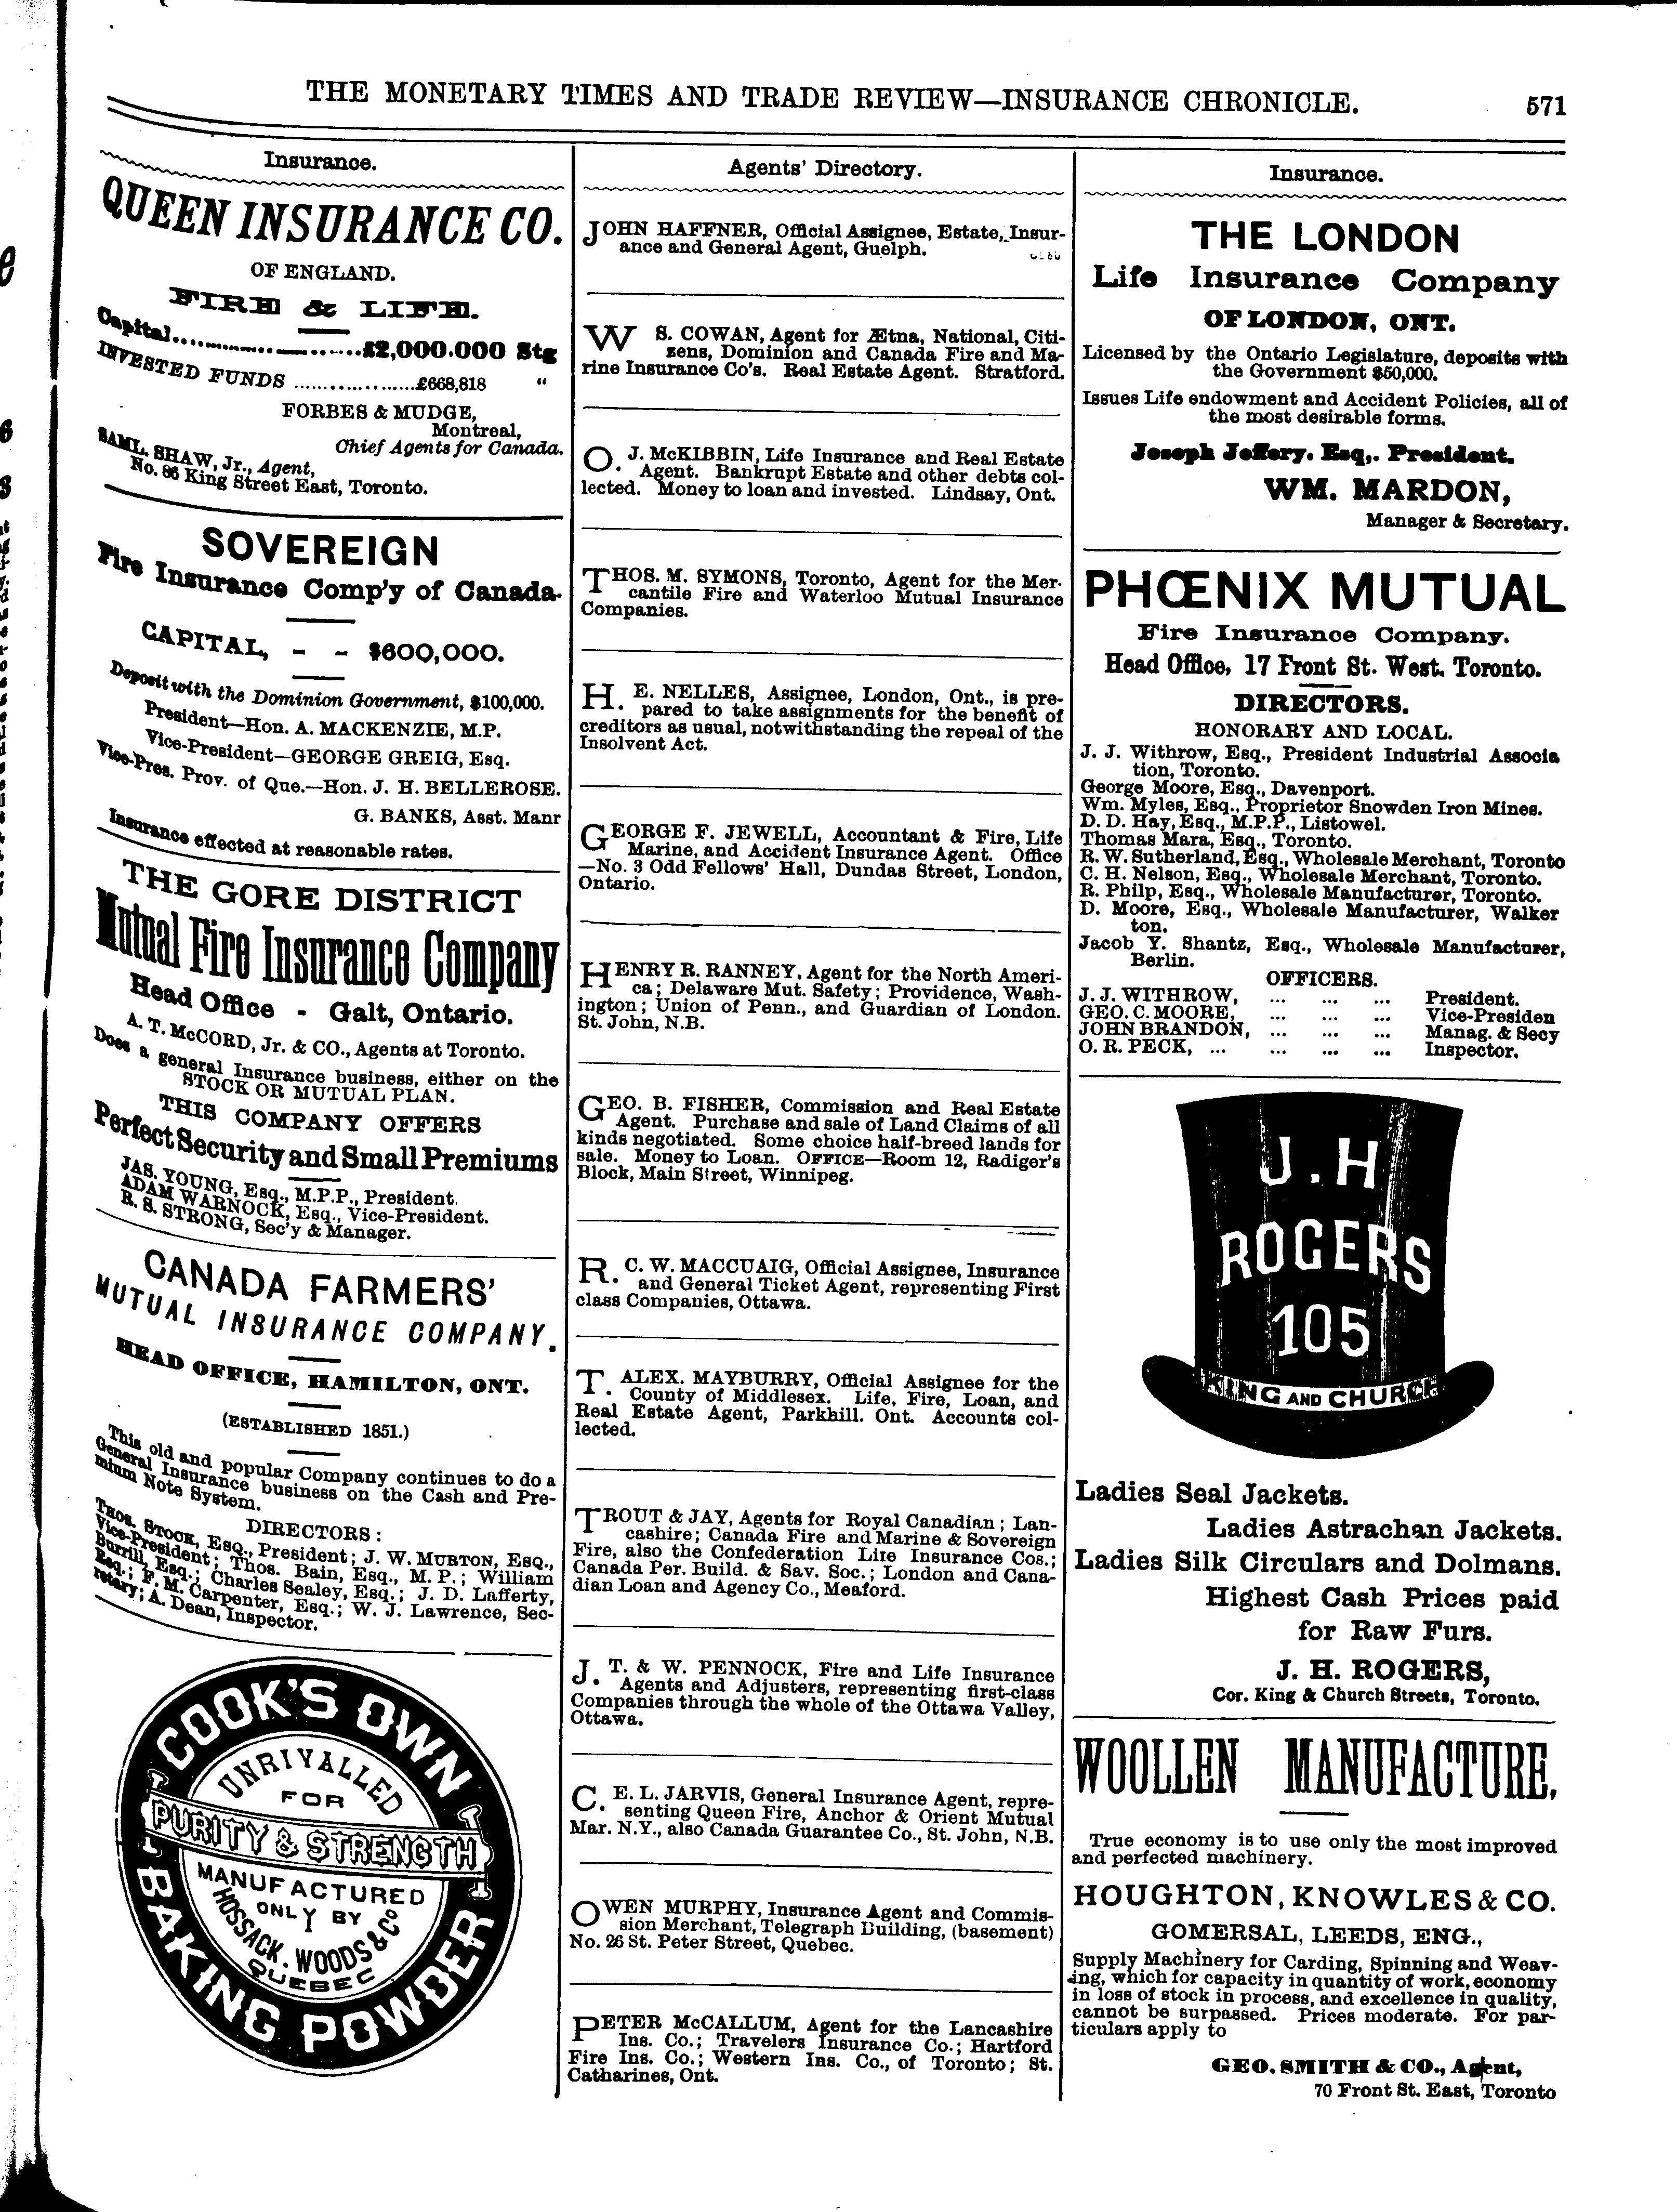 THE MONETARY TIMES AND TRADE REVIEW—INSURANCE CHRONICLE. 571
Insurance.
QUEEN INSURANCE CO.
OF ENGLAND.
FIRE & LIFE.
Capital..........................£2,000.000 Stg
INVESTED FUNDS ..................£668,818 "
FORBES & MUDGE,
Montreal,
Chief Agents for Canada.
SAML. SHAW, Jr., Agent,
No. 86 King Street East, Toronto.
SOVEREIGN
Fire Insurance Comp'y of Canada.
CAPITAL, - - $600,000.
Deposit with the Dominion Government, $100,000.
President—Hon. A. MACKENZIE, M.P.
Vice-President—GEORGE GREIG, Esq.
Vice-Pres. Prov. of Que.—Hon. J. H. BELLEROSE.
G. BANKS, Asst. Manr
Insurance effected at reasonable rates.
THE GORE DISTRICT
Mutual Fire Insurance Company
Head Office - Galt, Ontario.
A. T. McCORD, Jr. & CO., Agents at Toronto.
Does a general Insurance business, either on the
STOCK OR MUTUAL PLAN.
THIS COMPANY OFFERS
Perfect Security and Small Premiums
JAS. YOUNG, Esq., M.P.P., President.
ADAM WARNOCK, Esq., Vice-President.
R. S. STRONG, Sec'y & Manager.
CANADA FARMERS'
MUTUAL INSURANCE COMPANY.
HEAD OFFICE, HAMILTON, ONT.
(ESTABLISHED 1851.)
This old and popular Company continues to do a
General Insurance business on the Cash and Pre-
mium Note System.
DIRECTORS:
THOS. STOCK, ESQ., President; J. W. MURTON, ESQ.,
Vice-President; Thos. Bain, Esq., M. P.; William
Burrill, Esq.; Charles Sealey, Esq.; J. D. Lafferty,
Esq.; F. M. Carpenter, Esq.; W. J. Lawrence, Sec-
retary; A. Dean, Inspector.
COOK'S OWN
UNRIVALLED
FOR
PURITY & STRENGTH
MANUFACTURED
ONLY BY
HOSSACK. WOODS & Co
QUEBEC
BAKING POWDER
Agents' Directory.
JOHN HAFFNER, Official Assignee, Estate, Insur-
ance and General Agent, Guelph.
W S. COWAN, Agent for Ætna, National, Citi-
zens, Dominion and Canada Fire and Ma-
rine Insurance Co's. Real Estate Agent. Stratford.
O. J. McKIBBIN, Life Insurance and Real Estate
Agent. Bankrupt Estate and other debts col-
lected. Money to loan and invested. Lindsay, Ont.
THOS. M. SYMONS, Toronto, Agent for the Mer-
cantile Fire and Waterloo Mutual Insurance
Companies.
H. E. NELLES, Assignee, London, Ont., is pre-
pared to take assignments for the benefit of
creditors as usual, notwithstanding the repeal of the
Insolvent Act.
GEORGE F. JEWELL, Accountant & Fire, Life
Marine, and Accident Insurance Agent. Office
—No. 3 Odd Fellows' Hall, Dundas Street, London,
Ontario.
HENRY R. RANNEY, Agent for the North Ameri-
ca; Delaware Mut. Safety; Providence, Wash-
ington; Union of Penn., and Guardian of London.
St. John, N.B.
GEO. B. FISHER, Commission and Real Estate
Agent. Purchase and sale of Land Claims of all
kinds negotiated. Some choice half-breed lands for
sale. Money to Loan. OFFICE—Room 12, Radiger's
Block, Main Street, Winnipeg.
R. C. W. MACCUAIG, Official Assignee, Insurance
and General Ticket Agent, representing First
class Companies, Ottawa.
T. ALEX. MAYBURRY, Official Assignee for the
County of Middlesex. Life, Fire, Loan, and
Real Estate Agent, Parkhill. Ont. Accounts col-
lected.
TROUT & JAY, Agents for Royal Canadian; Lan-
cashire; Canada Fire and Marine & Sovereign
Fire, also the Confederation Life Insurance Cos.;
Canada Per. Build. & Sav. Soc.; London and Cana-
dian Loan and Agency Co., Meaford.
J. T. & W. PENNOCK, Fire and Life Insurance
Agents and Adjusters, representing first-class
Companies through the whole of the Ottawa Valley,
Ottawa.
C. E. L. JARVIS, General Insurance Agent, repre-
senting Queen Fire, Anchor & Orient Mutual
Mar. N.Y., also Canada Guarantee Co., St. John, N.B.
OWEN MURPHY, Insurance Agent and Commis-
sion Merchant, Telegraph Building, (basement)
No. 26 St. Peter Street, Quebec.
PETER McCALLUM, Agent for the Lancashire
Ins. Co.; Travelers Insurance Co.; Hartford
Fire Ins. Co.; Western Ins. Co., of Toronto; St.
Catharines, Ont.
Insurance.
THE LONDON
Life Insurance Company
OF LONDON, ONT.
Licensed by the Ontario Legislature, deposits with
the Government $50,000.
Issues Life endowment and Accident Policies, all of
the most desirable forms.
Joseph Jeffery. Esq,. President.
WM. MARDON,
Manager & Secretary.
PHŒNIX MUTUAL
Fire Insurance Company.
Head Office, 17 Front St. West. Toronto.
DIRECTORS.
HONORARY AND LOCAL.
J. J. Withrow, Esq., President Industrial Associa
tion, Toronto.
George Moore, Esq., Davenport.
Wm. Myles, Esq., Proprietor Snowden Iron Mines.
D. D. Hay, Esq., M.P.P., Listowel.
Thomas Mara, Esq., Toronto.
R. W. Sutherland, Esq., Wholesale Merchant, Toronto
C. H. Nelson, Esq., Wholesale Merchant, Toronto.
R. Philp, Esq., Wholesale Manufacturer, Toronto.
D. Moore, Esq., Wholesale Manufacturer, Walker
ton.
Jacob Y. Shantz, Esq., Wholesale Manufacturer,
Berlin.
OFFICERS.
J. J. WITHROW, ... ... ... President.
GEO. C. MOORE, ... ... ... Vice-Presiden
JOHN BRANDON, ... ... ... Manag. & Secy
O. R. PECK, ... ... ... ... Inspector.
J.H
ROGERS
105
KING AND CHURCH
Ladies Seal Jackets.
Ladies Astrachan Jackets.
Ladies Silk Circulars and Dolmans.
Highest Cash Prices paid
for Raw Furs.
J. H. ROGERS,
Cor. King & Church Streets, Toronto.
WOOLLEN MANUFACTURE.
True economy is to use only the most improved
and perfected machinery.
HOUGHTON, KNOWLES & CO.
GOMERSAL, LEEDS, ENG.,
Supply Machinery for Carding, Spinning and Weav-
ing, which for capacity in quantity of work, economy
in loss of stock in process, and excellence in quality,
cannot be surpassed. Prices moderate. For par-
ticulars apply to
GEO. SMITH & CO., Agent,
70 Front St. East, Toronto